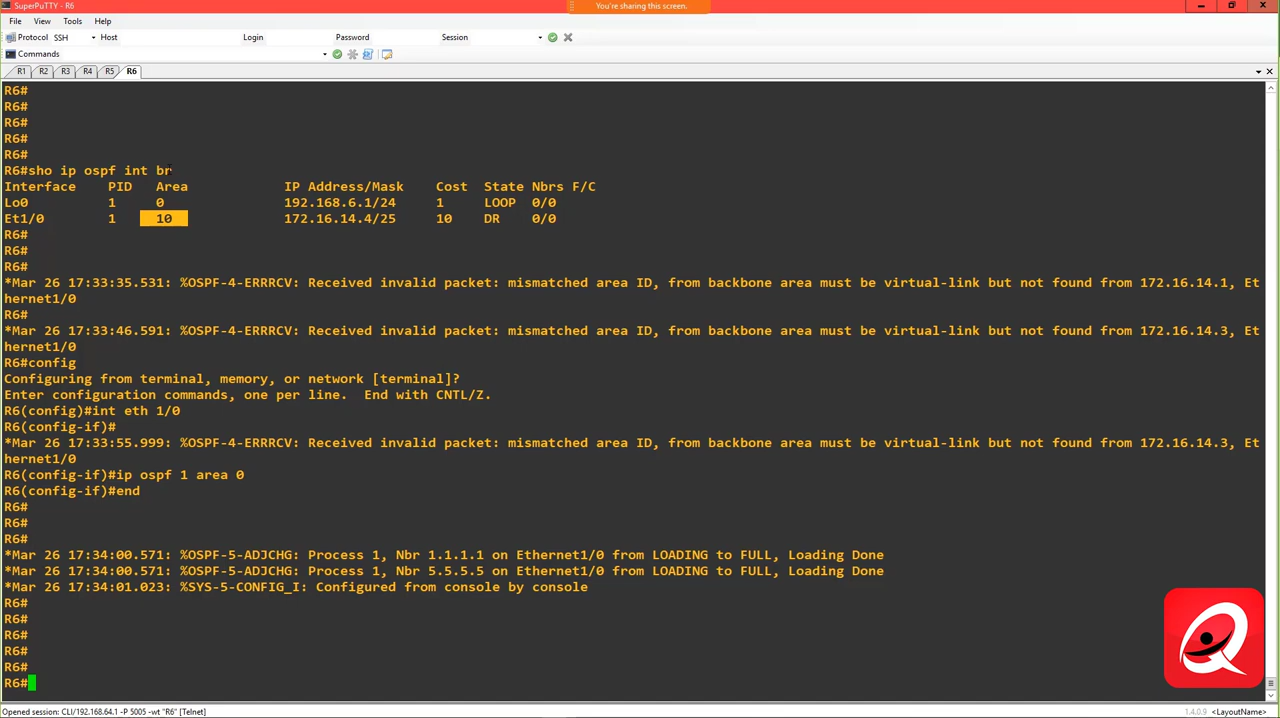 SuperPuTTY - R6
You're sharing this screen.
File View Tools Help
Protocol SSH Host Login Password Session
Commands
R1 R2 R3 R4 R5 R6
R6#
R6#
R6#
R6#
R6#
R6#sho ip ospf int br
Interface PID Area IP Address/Mask Cost State Nbrs F/C
Lo0 1 0 192.168.6.1/24 1 LOOP 0/0
Et1/0 1 10 172.16.14.4/25 10 DR 0/0
R6#
R6#
R6#
*Mar 26 17:33:35.531: %OSPF-4-ERRRCV: Received invalid packet: mismatched area ID, from backbone area must be virtual-link but not found from 172.16.14.1, Et
hernet1/0
R6#
*Mar 26 17:33:46.591: %OSPF-4-ERRRCV: Received invalid packet: mismatched area ID, from backbone area must be virtual-link but not found from 172.16.14.3, Et
hernet1/0
R6#config
Configuring from terminal, memory, or network [terminal]?
Enter configuration commands, one per line. End with CNTL/Z.
R6(config)#int eth 1/0
R6(config-if)#
*Mar 26 17:33:55.999: %OSPF-4-ERRRCV: Received invalid packet: mismatched area ID, from backbone area must be virtual-link but not found from 172.16.14.3, Et
hernet1/0
R6(config-if)#ip ospf 1 area 0
R6(config-if)#end
R6#
R6#
R6#
*Mar 26 17:34:00.571: %OSPF-5-ADJCHG: Process 1, Nbr 1.1.1.1 on Ethernet1/0 from LOADING to FULL, Loading Done
*Mar 26 17:34:00.571: %OSPF-5-ADJCHG: Process 1, Nbr 5.5.5.5 on Ethernet1/0 from LOADING to FULL, Loading Done
*Mar 26 17:34:01.023: %SYS-5-CONFIG_I: Configured from console by console
R6#
R6#
R6#
R6#
R6#
R6#
Opened session: CLI/192.168.64.1 -P 5005 -wt "R6" [Telnet] 1.4.0.9 <LayoutName>